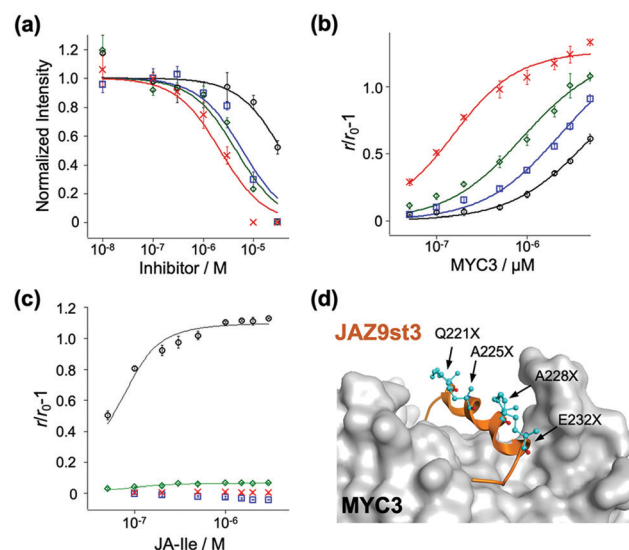 (a)
1.2
1.0
0.8
0.6
0.4
0.2
0
Normalized Intensity
10-8
10-7
10-6
10-5
Inhibitor / M
(b)
1.0
0.5
0
r/r0-1
10-7
10-6
MYC3 / μM
(c)
1.2
1.0
0.8
0.6
0.4
0.2
0.0
r/r0-1
10-7
10-6
JA-Ile / M
(d)
JAZ9st3
Q221X
A225X
A228X
E232X
MYC3